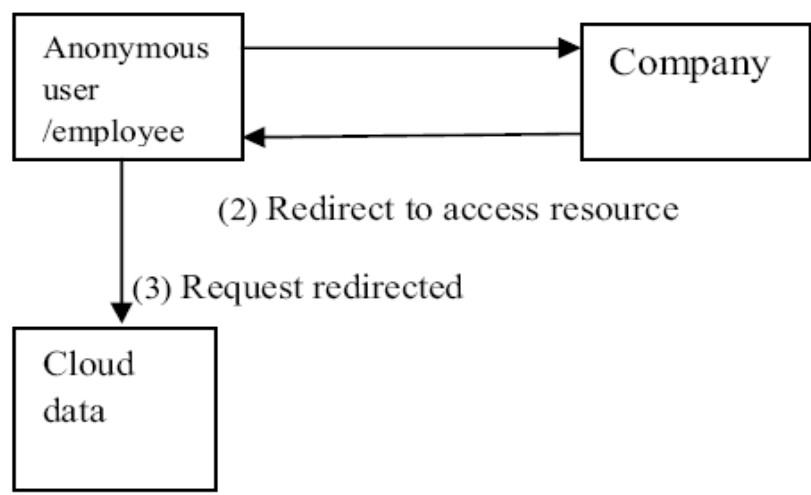 Anonymous
user
/employee
Company
(2) Redirect to access resource
(3) Request redirected
Cloud
data